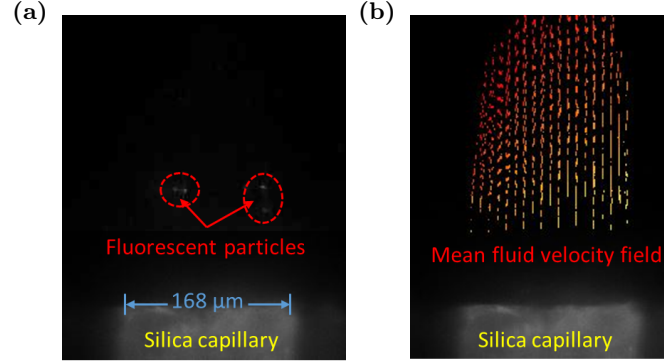 (a)
(b)
Fluorescent particles
Mean fluid velocity field
168 μm
Silica capillary
Silica capillary